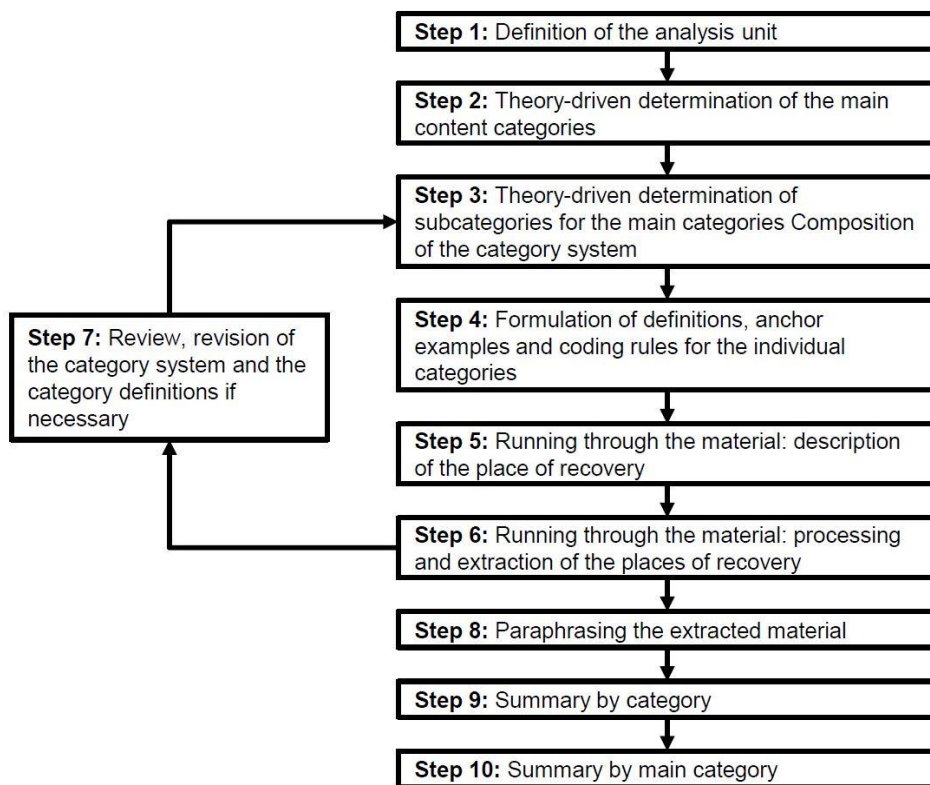 Step 1: Definition of the analysis unit
Step 2: Theory-driven determination of the main
content categories
Step 3: Theory-driven determination of
subcategories for the main categories Composition
of the category system
Step 4: Formulation of definitions, anchor
examples and coding rules for the individual
categories
Step 7: Review, revision of
the category system and the
category definitions if
necessary
Step 5: Running through the material: description
of the place of recovery
Step 6: Running through the material: processing
and extraction of the places of recovery
Step 8: Paraphrasing the extracted material
Step 9: Summary by category
Step 10: Summary by main category